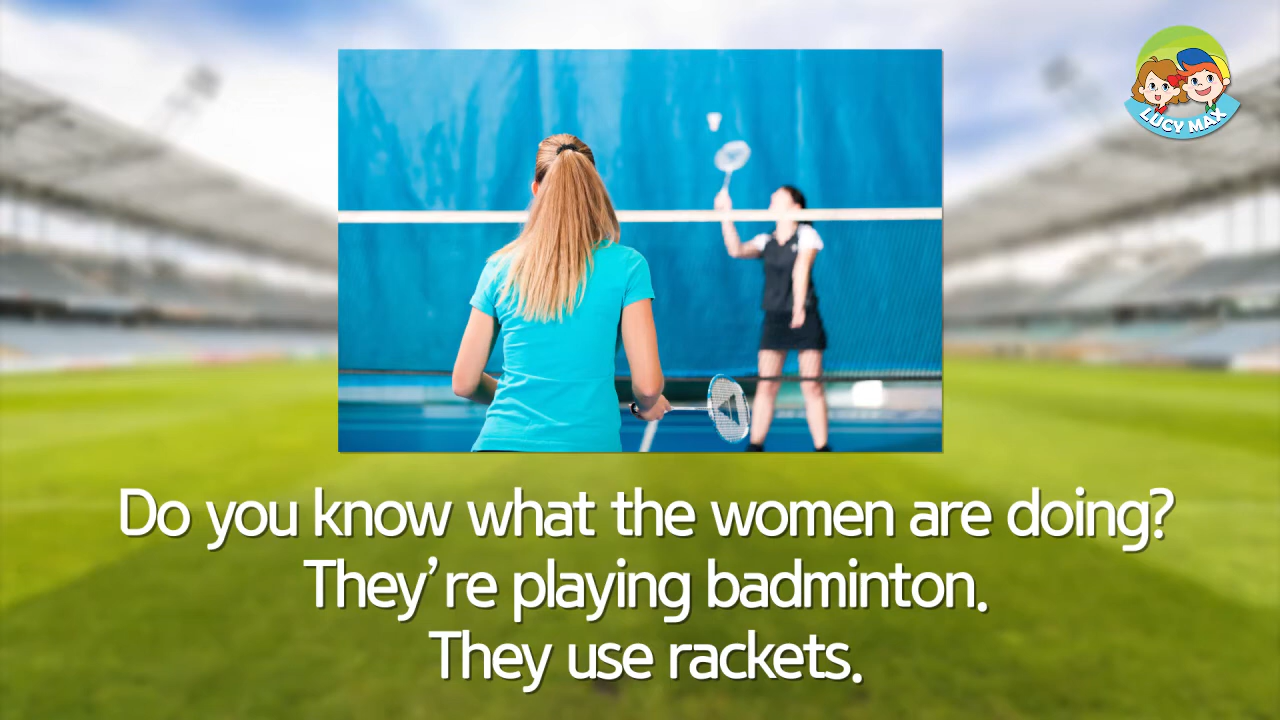 LUCY MAX
Do you know what the women are doing?
They're playing badminton.
They use rackets.